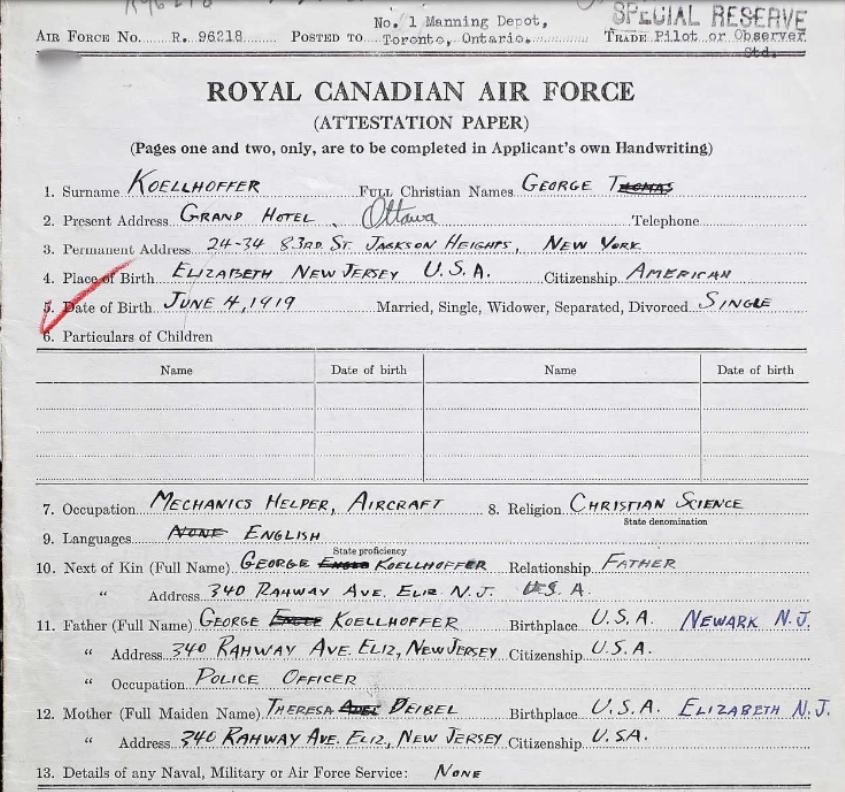 No. 1 Manning Depot,
SPECIAL RESERVE
AIR FORCE No. R. 96218 POSTED TO Toronto, Ontario. TRADE Pilot or Observer
Std.
ROYAL CANADIAN AIR FORCE
(ATTESTATION PAPER)
(Pages one and two, only, are to be completed in Applicant's own Handwriting)
1. Surname KOELLHOFFER FULL Christian Names GEORGE THOMAS
2. Present Address GRAND HOTEL, Ottawa Telephone
3. Permanent Address 24-34 83RD ST. JACKSON HEIGHTS, NEW YORK
4. Place of Birth ELIZABETH NEW JERSEY U.S.A. Citizenship AMERICAN
5. Date of Birth JUNE 4, 1919 Married, Single, Widower, Separated, Divorced SINGLE
6. Particulars of Children
Name Date of birth Name Date of birth
7. Occupation MECHANICS HELPER, AIRCRAFT 8. Religion CHRISTIAN SCIENCE
State denomination
9. Languages NONE ENGLISH
State proficiency
10. Next of Kin (Full Name) GEORGE KOELLHOFFER Relationship FATHER
" Address 340 RAHWAY AVE. ELIZ N.J. U.S.A.
11. Father (Full Name) GEORGE KOELLHOFFER Birthplace U.S.A. NEWARK N.J.
" Address 340 RAHWAY AVE. ELIZ, NEW JERSEY Citizenship U.S.A.
" Occupation POLICE OFFICER
12. Mother (Full Maiden Name) THERESA DEIBEL Birthplace U.S.A. ELIZABETH N.J.
" Address 340 RAHWAY AVE. ELIZ, NEW JERSEY Citizenship U.S.A.
13. Details of any Naval, Military or Air Force Service: NONE